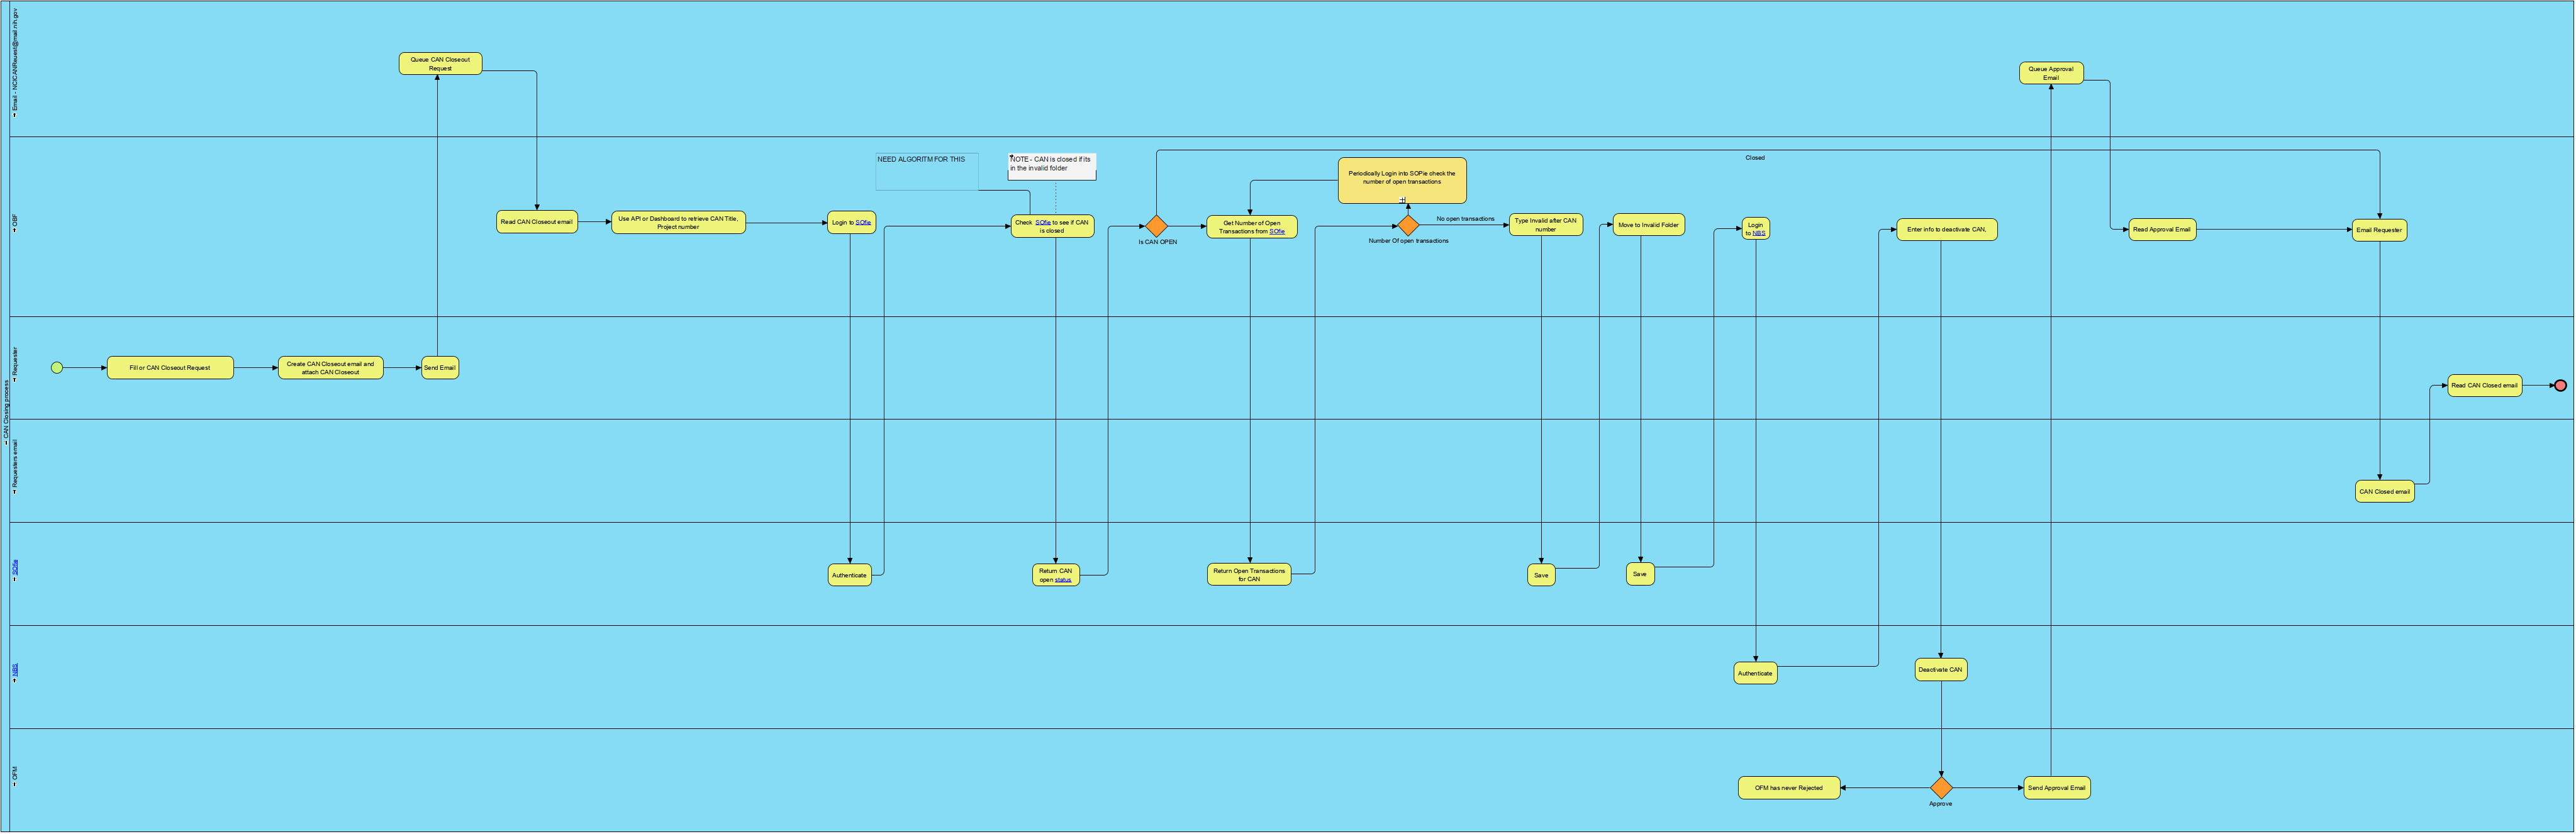 CAN Closing process
Email - NCICANRequest@mail.nih.gov
Queue CAN Closeout
Request
Queue Approval
Email
OBF
NEED ALGORITM FOR THIS
NOTE - CAN is closed if its
in the invalid folder
Closed
Periodically Login into SOPie check the
number of open transactions
Read CAN Closeout email
Use API or Dashboard to retrieve CAN Title,
Project number
Login to SOfie
Check SOfie to see if CAN
is closed
Is CAN OPEN
Get Number of Open
Transactions from SOfie
Number Of open transactions
No open transactions
Type Invalid after CAN
number
Move to Invalid Folder
Login
to NBS
Enter info to deactivate CAN,
Read Approval Email
Email Requester
Requester
Fill or CAN Closeout Request
Create CAN Closeout email and
attach CAN Closeout
Send Email
Read CAN Closed email
Requesters email
CAN Closed email
SOfie
Authenticate
Return CAN
open status
Return Open Transactions
for CAN
Save
Save
NBS
Authenticate
Deactivate CAN
OFM
OFM has never Rejected
Approve
Send Approval Email